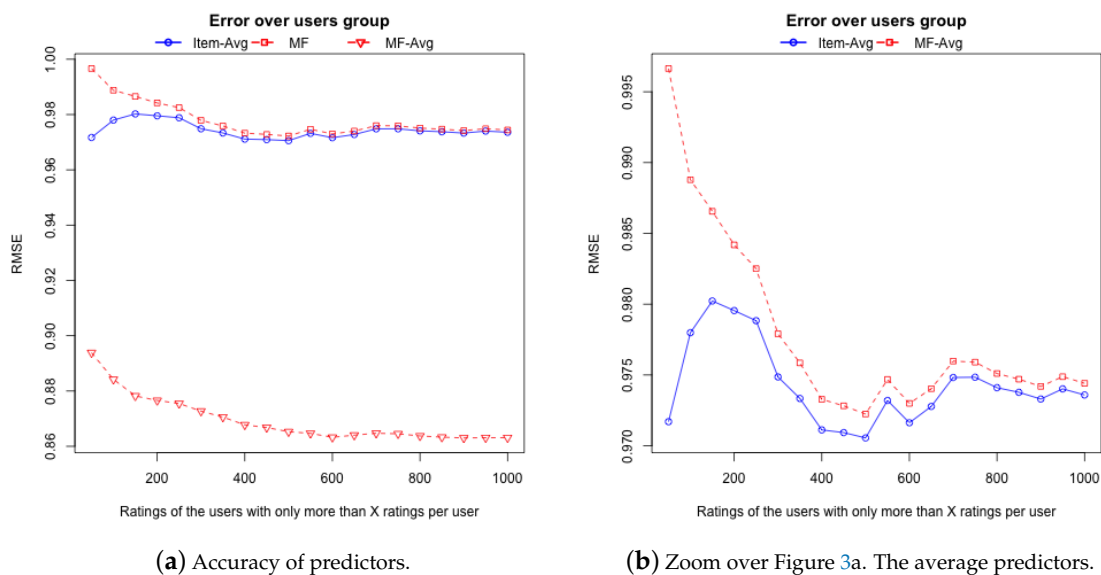 Error over users group
Item-Avg MF MF-Avg
1.00
0.98
0.96
0.94
0.92
0.90
0.88
0.86
RMSE
200 400 600 800 1000
Ratings of the users with only more than X ratings per user
(a) Accuracy of predictors.
Error over users group
Item-Avg MF-Avg
0.995
0.990
0.985
0.980
0.975
0.970
RMSE
200 400 600 800 1000
Ratings of the users with only more than X ratings per user
(b) Zoom over Figure 3a. The average predictors.